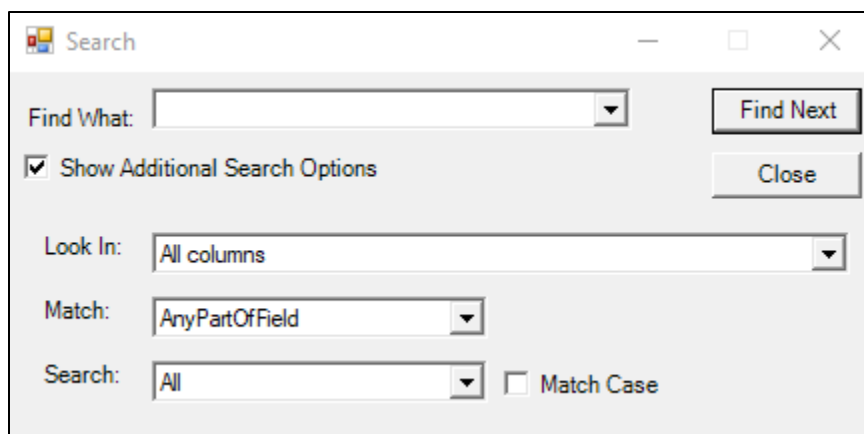 Search
Find What:
Find Next
Show Additional Search Options
Close
Look In: All columns
Match: AnyPartOfField
Search: All Match Case